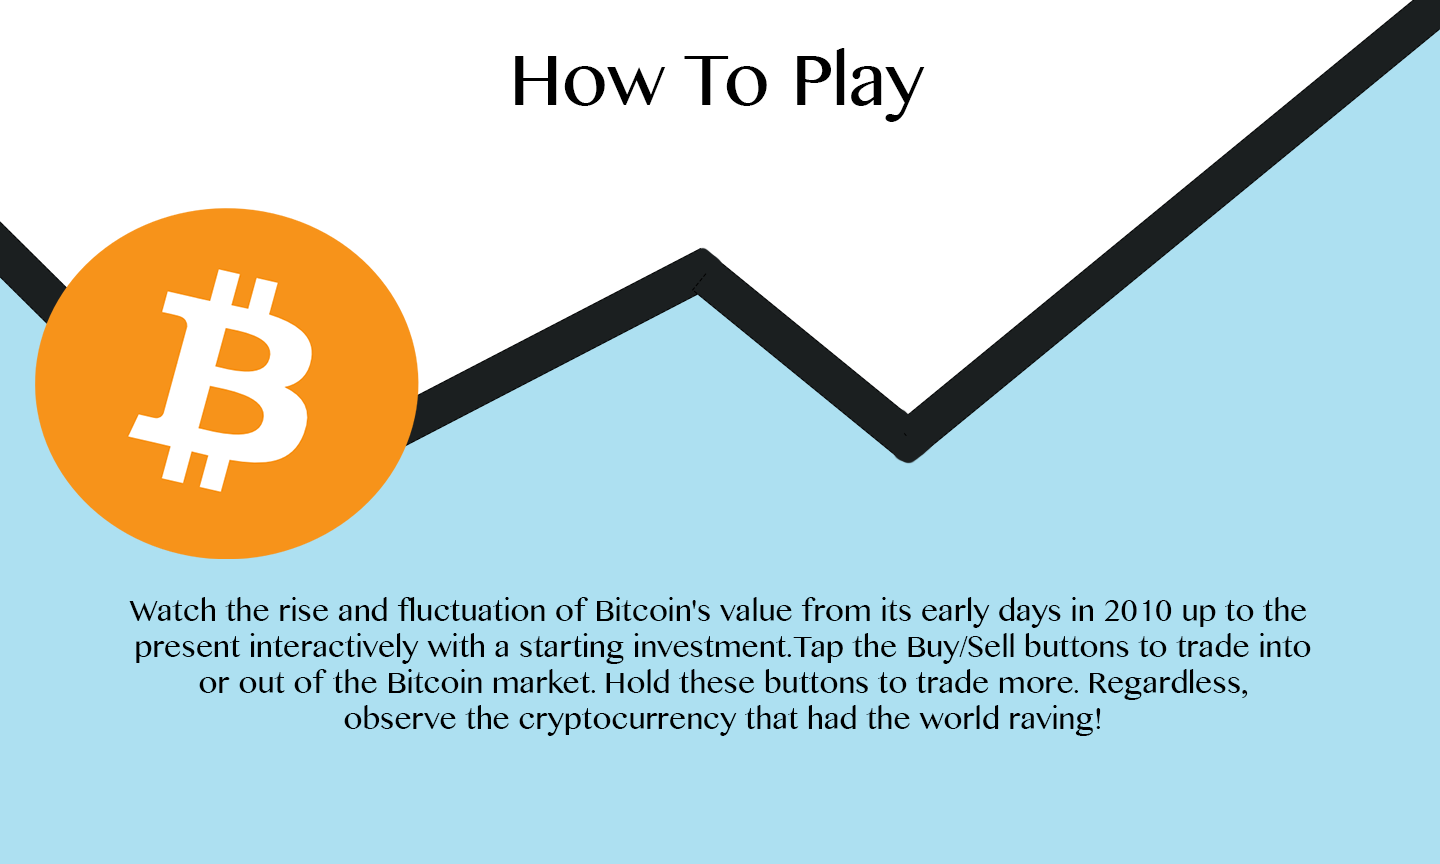 How To Play
Watch the rise and fluctuation of Bitcoin's value from its early days in 2010 up to the
present interactively with a starting investment.Tap the Buy/Sell buttons to trade into
or out of the Bitcoin market. Hold these buttons to trade more. Regardless,
observe the cryptocurrency that had the world raving!